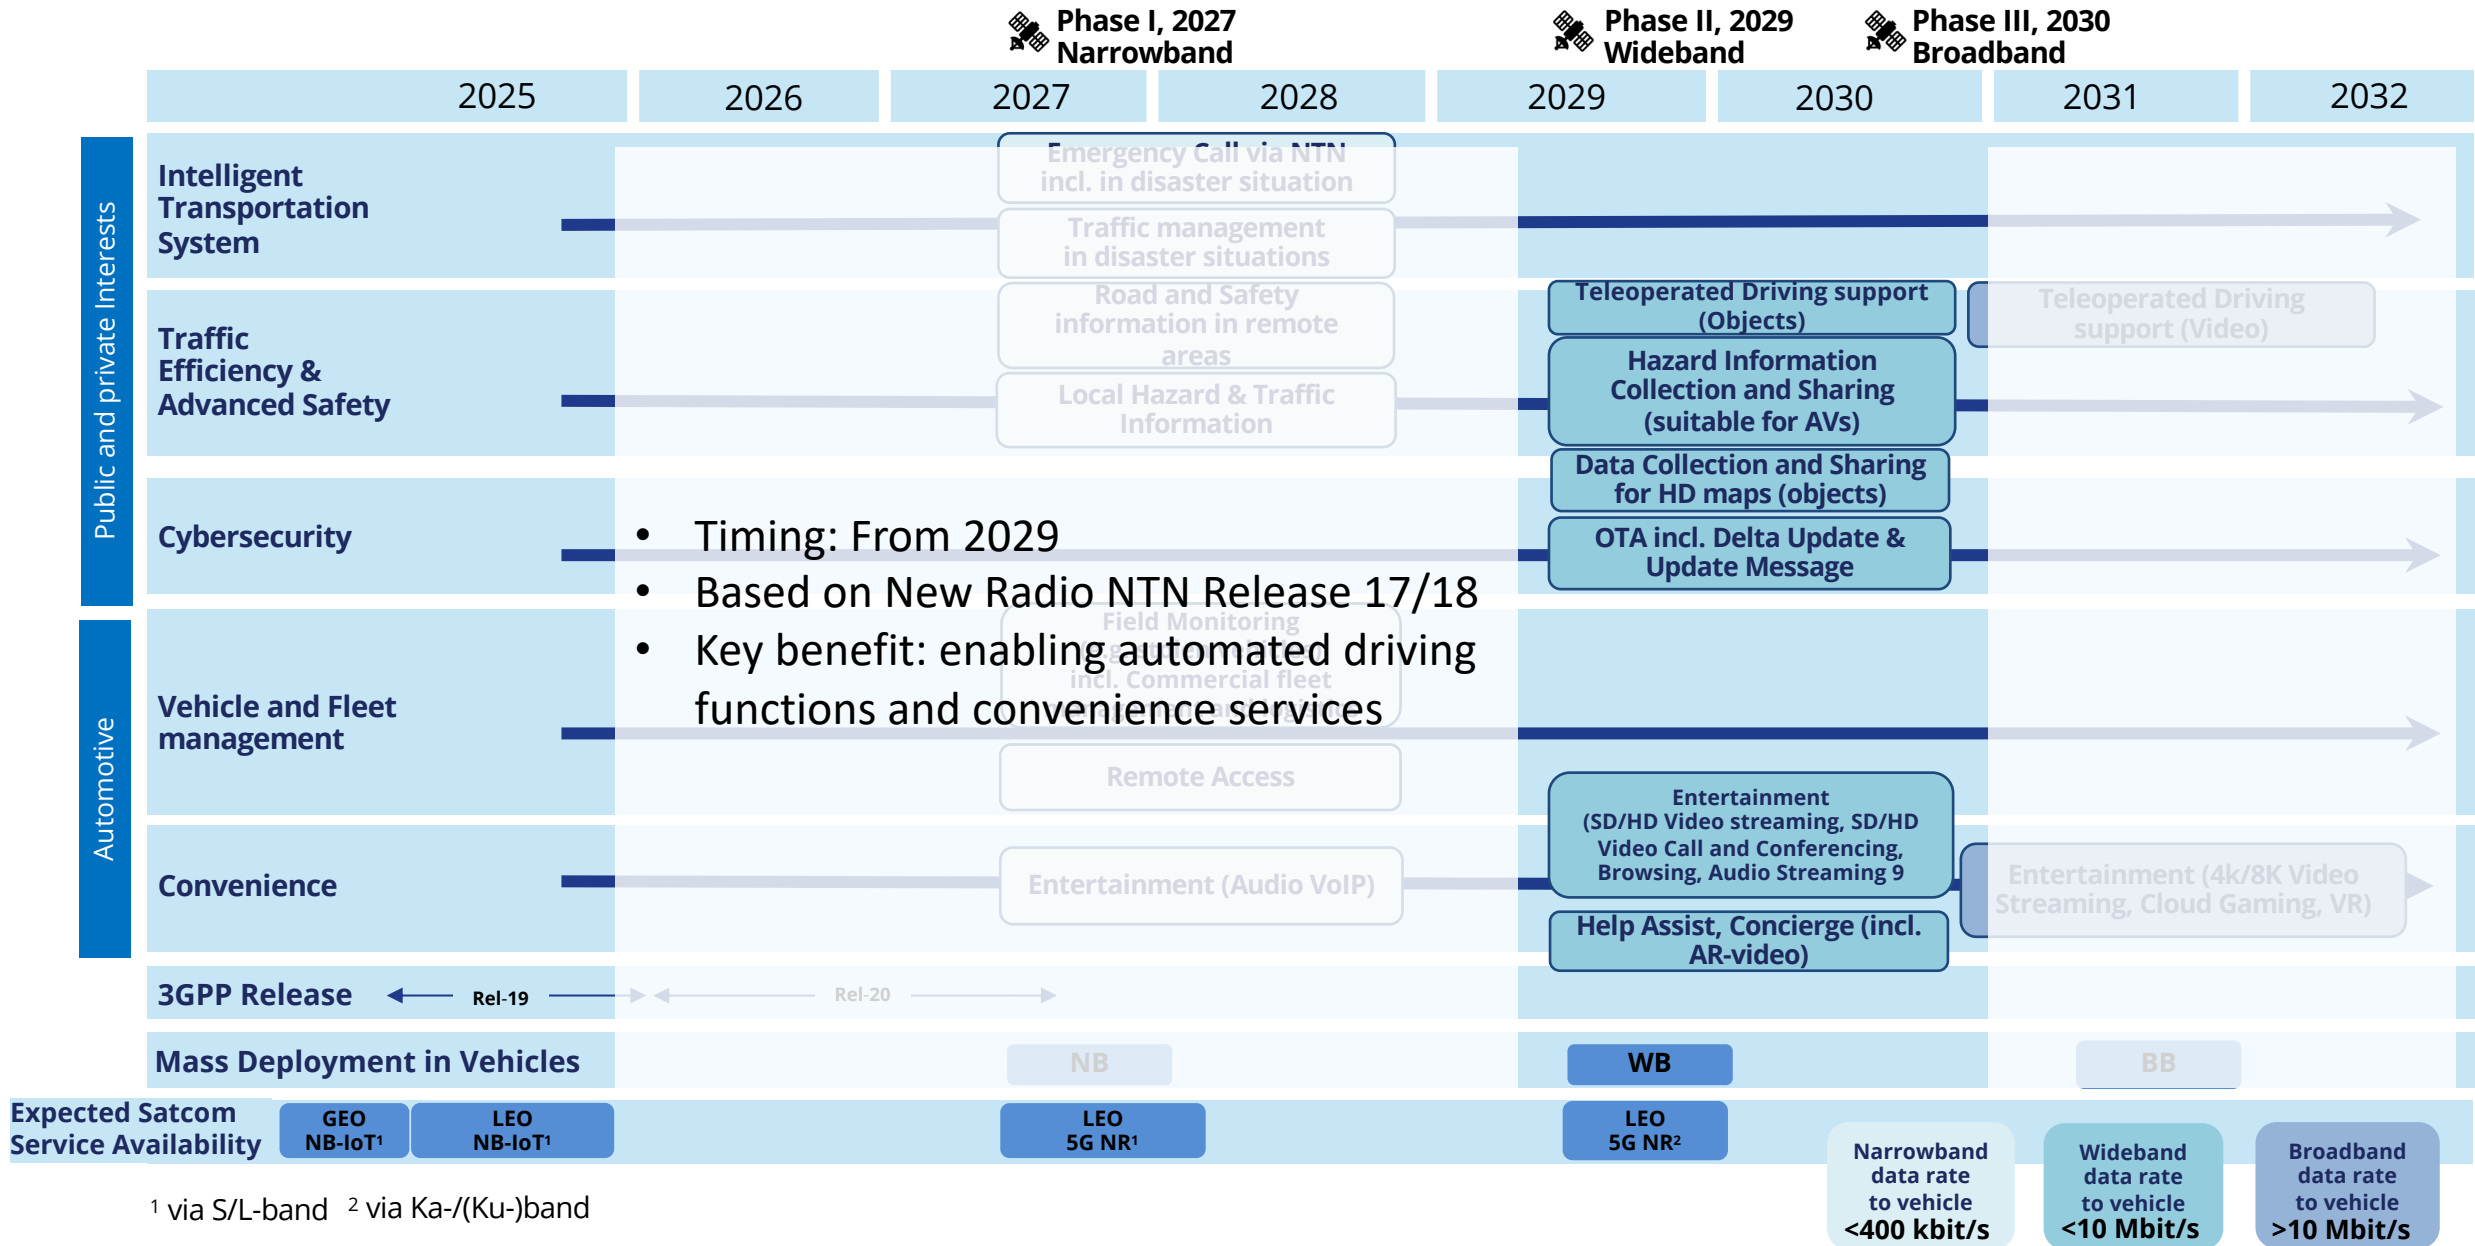 Phase I, 2027
Narrowband
Phase II, 2029
Wideband
Phase III, 2030
Broadband
2025
2026
2027
2028
2029
2030
2031
2032
Public and private Interests
Intelligent
Transportation
System
Emergency Call via NTN
incl. in disaster situation
Traffic management
in disaster situations
Traffic
Efficiency &
Advanced Safety
Road and Safety
information in remote
areas
Local Hazard & Traffic
Information
Teleoperated Driving support
(Objects)
Hazard Information
Collection and Sharing
(suitable for AVs)
Teleoperated Driving
support (Video)
Data Collection and Sharing
for HD maps (objects)
Cybersecurity
OTA incl. Delta Update &
Update Message
• Timing: From 2029
• Based on New Radio NTN Release 17/18
• Key benefit: enabling automated driving
functions and convenience services
Automotive
Vehicle and Fleet
management
Field Monitoring
incl. Commercial fleet
Remote Access
Convenience
Entertainment (Audio VoIP)
Entertainment
(SD/HD Video streaming, SD/HD
Video Call and Conferencing,
Browsing, Audio Streaming 9
Help Assist, Concierge (incl.
AR-video)
Entertainment (4k/8K Video
Streaming, Cloud Gaming, VR)
3GPP Release
Rel-19
Rel-20
Mass Deployment in Vehicles
NB
WB
BB
Expected Satcom
Service Availability
GEO
NB-IoT¹
LEO
NB-IoT¹
LEO
5G NR¹
LEO
5G NR²
Narrowband
data rate
to vehicle
<400 kbit/s
Wideband
data rate
to vehicle
<10 Mbit/s
Broadband
data rate
to vehicle
>10 Mbit/s
¹ via S/L-band ² via Ka-/(Ku-)band